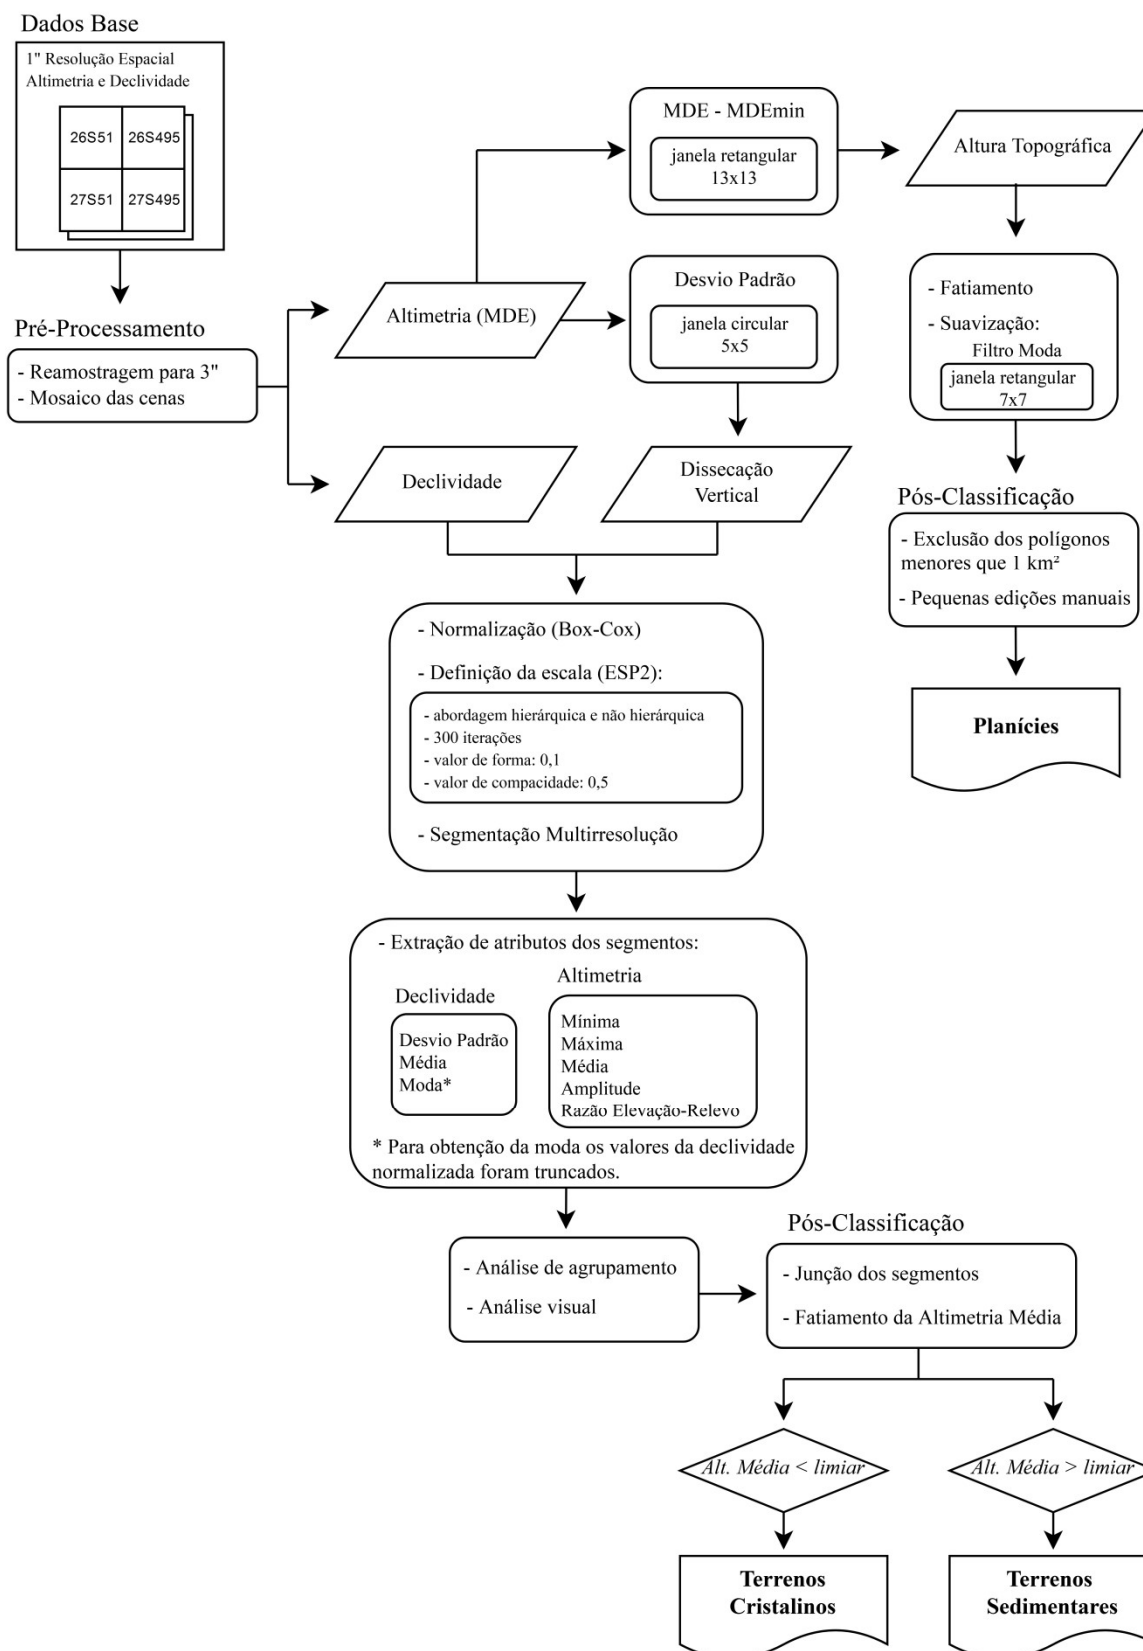 Dados Base
1" Resolução Espacial
Altimetria e Declividade
26S51 26S495
27S51 27S495
Pré-Processamento
- Reamostragem para 3"
- Mosaico das cenas
Altimetria (MDE)
Declividade
MDE - MDEmin
janela retangular
13x13
Altura Topográfica
Desvio Padrão
janela circular
5x5
Dissecação
Vertical
- Fatiamento
- Suavização:
Filtro Moda
janela retangular
7x7
Pós-Classificação
- Exclusão dos polígonos
menores que 1 km²
- Pequenas edições manuais
Planícies
- Normalização (Box-Cox)
- Definição da escala (ESP2):
- abordagem hierárquica e não hierárquica
- 300 iterações
- valor de forma: 0,1
- valor de compacidade: 0,5
- Segmentação Multirresolução
- Extração de atributos dos segmentos:
Declividade
Desvio Padrão
Média
Moda*
Altimetria
Mínima
Máxima
Média
Amplitude
Razão Elevação-Relevo
* Para obtenção da moda os valores da declividade
normalizada foram truncados.
- Análise de agrupamento
- Análise visual
Pós-Classificação
- Junção dos segmentos
- Fatiamento da Altimetria Média
Alt. Média < limiar
Alt. Média > limiar
Terrenos
Cristalinos
Terrenos
Sedimentares